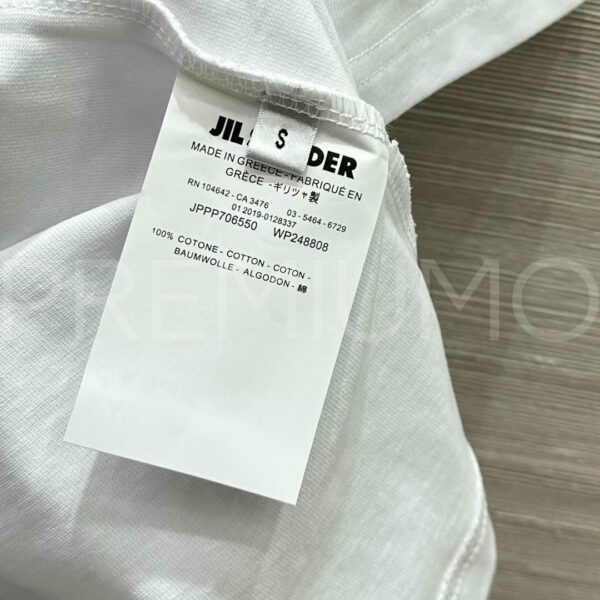 S
JIL S DER
MADE IN GREECE - FABRIQUÉ EN
GRÈCE - ギリシャ製
RN 104642 - CA 3476 03 - 5464 - 6729
01 2019-0128337
JPPP706550 WP248808
100% COTONE - COTTON - COTON -
BAUMWOLLE - ALGODON - 綿
PREMIUMO